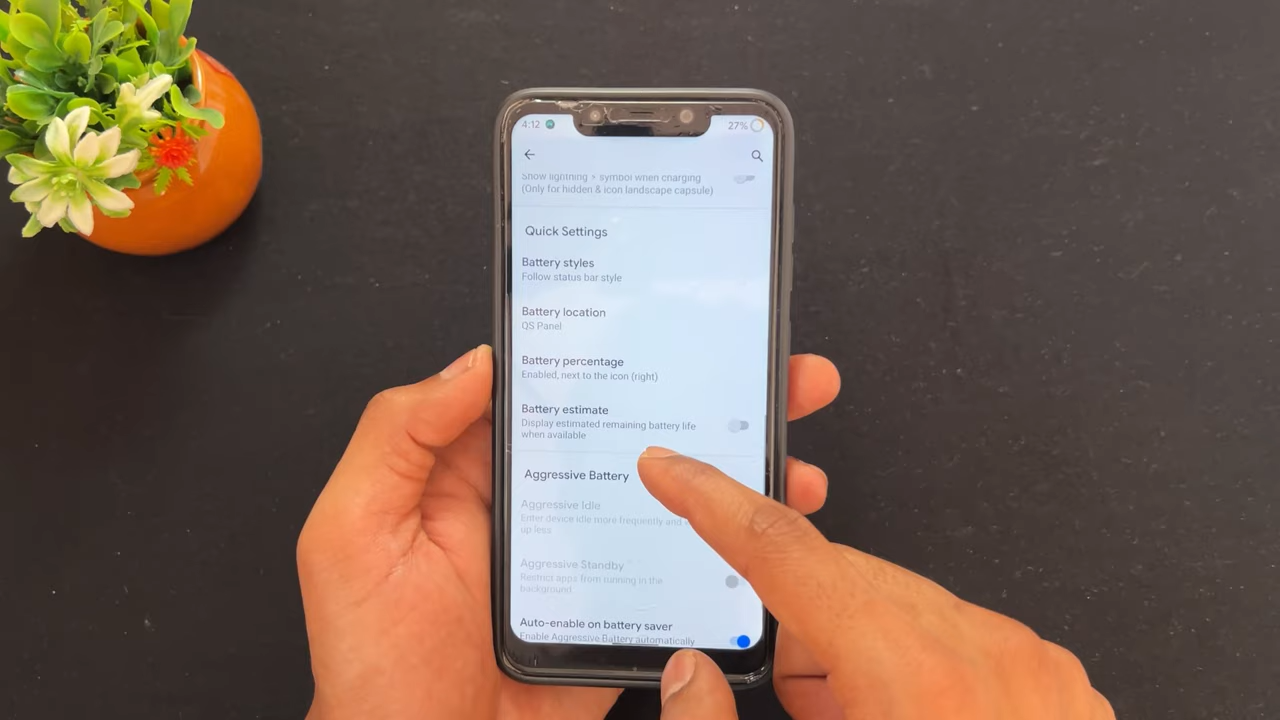 4:12
27%
Show lightning symbol when charging
(Only for hidden & icon landscape capsule)
Quick Settings
Battery styles
Follow status bar style
Battery location
QS Panel
Battery percentage
Enabled, next to the icon (right)
Battery estimate
Display estimated remaining battery life
when available
Aggressive Battery
Aggressive Idle
Enter device idle more frequently and
up less
Aggressive Standby
Restrict apps from running in the
background
Auto-enable on battery saver
Enable Aggressive Battery automatically